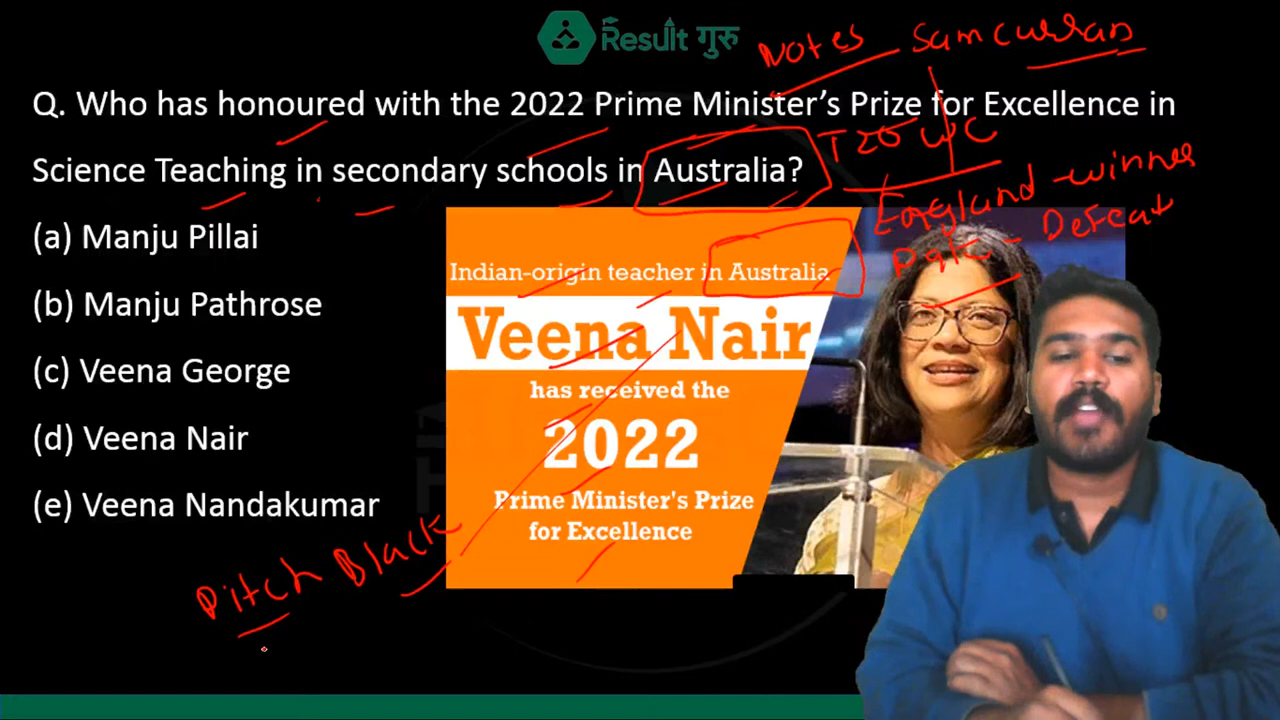 Result गुरु
Notes Samcurran
Q. Who has honoured with the 2022 Prime Minister’s Prize for Excellence in
T20 WC
Science Teaching in secondary schools in Australia?
England - winner
Pak - Defeat
(a) Manju Pillai
(b) Manju Pathrose
(c) Veena George
(d) Veena Nair
(e) Veena Nandakumar
Indian-origin teacher in Australia
Veena Nair
has received the
2022
Prime Minister's Prize
for Excellence
Pitch Black